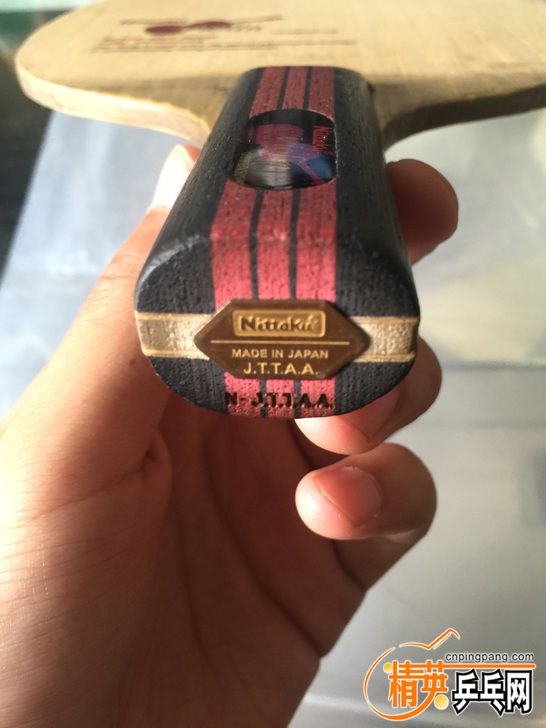 Nittaku
MADE IN JAPAN
J.T.T.A.A.
N-J.T.T.A.A.
cnpingpang.com
精英乒乓网